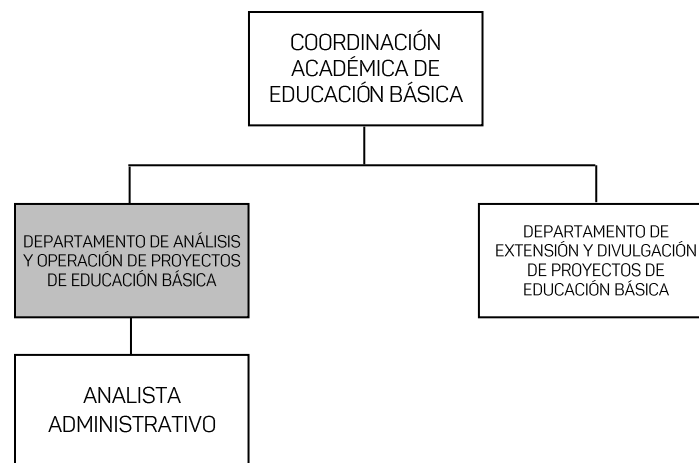 COORDINACIÓN
ACADÉMICA DE
EDUCACIÓN BÁSICA
DEPARTAMENTO DE ANÁLISIS
Y OPERACIÓN DE PROYECTOS
DE EDUCACIÓN BÁSICA
DEPARTAMENTO DE
EXTENSIÓN Y DIVULGACIÓN
DE PROYECTOS DE
EDUCACIÓN BÁSICA
ANALISTA
ADMINISTRATIVO